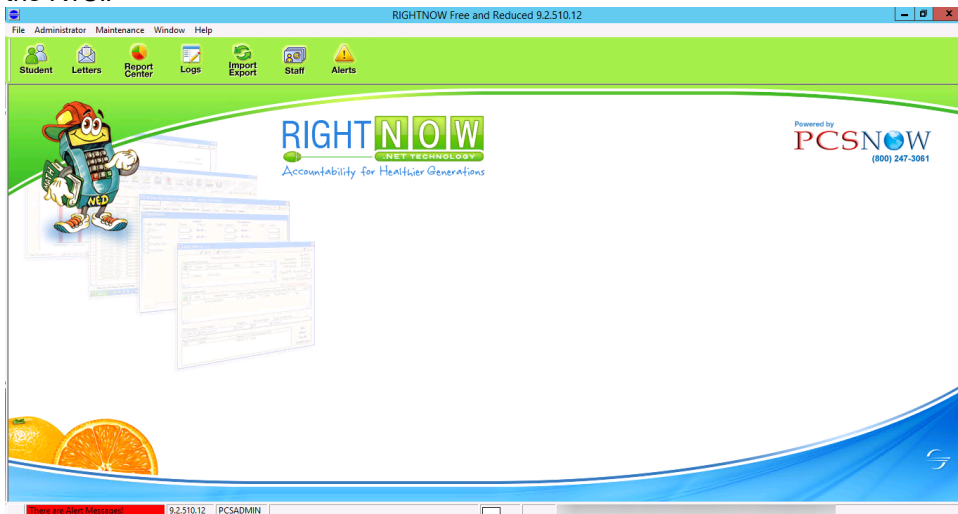 RIGHTNOW Free and Reduced 9.2.510.12
File Administrator Maintenance Window Help
Student Letters Report Center Logs Import Export Staff Alerts
RIGHT NOW
.NET TECHNOLOGY
Accountability for Healthier Generations
Powered by
PCSNOW
(800) 247-3061
MATH
NED
There are Alert Messages! 9.2.510.12 PCSADMIN